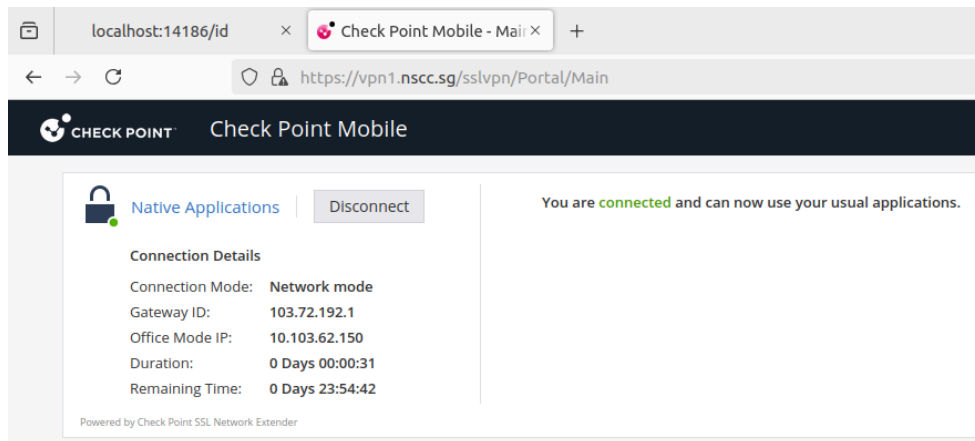 localhost:14186/id
Check Point Mobile - Mai
https://vpn1.nscc.sg/sslvpn/Portal/Main
CHECK POINT Check Point Mobile
Native Applications Disconnect
Connection Details
Connection Mode: Network mode
Gateway ID: 103.72.192.1
Office Mode IP: 10.103.62.150
Duration: 0 Days 00:00:31
Remaining Time: 0 Days 23:54:42
Powered by Check Point SSL Network Extender
You are connected and can now use your usual applications.